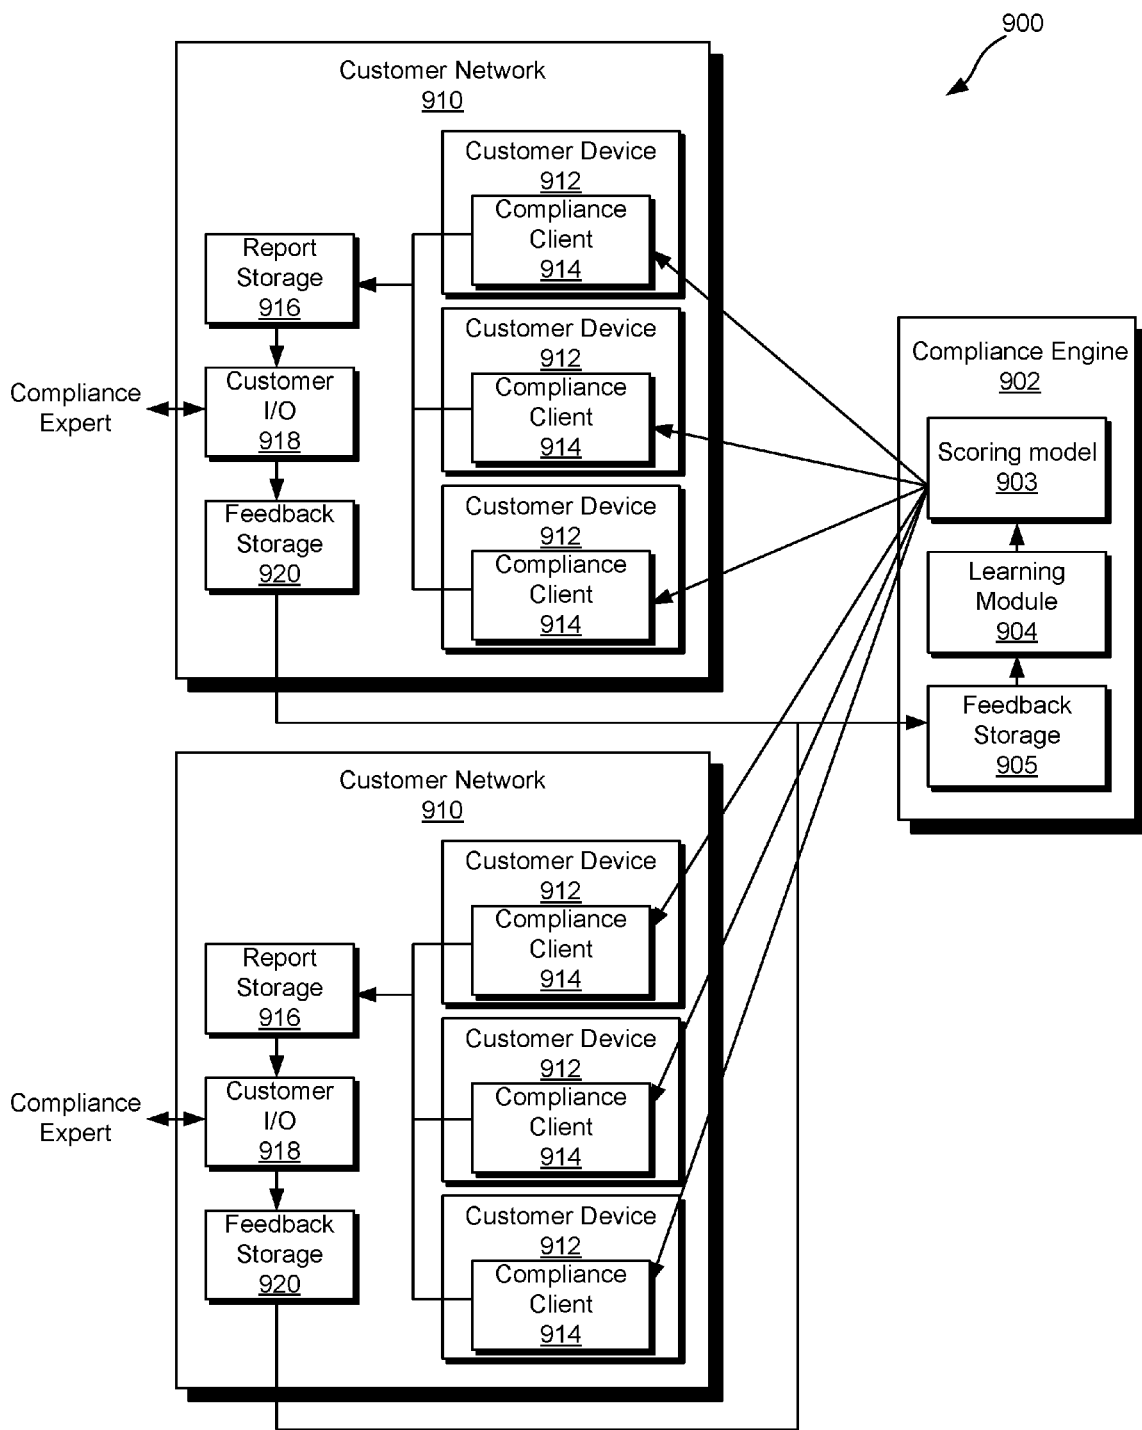 900
Customer Network
910
Customer Device
912
Compliance
Client
914
Report
Storage
916
Customer Device
912
Compliance
Client
914
Customer
I/O
918
Compliance
Expert
Customer Device
912
Compliance
Client
914
Feedback
Storage
920
Compliance Engine
902
Scoring model
903
Learning
Module
904
Feedback
Storage
905
Customer Network
910
Customer Device
912
Compliance
Client
914
Report
Storage
916
Customer Device
912
Compliance
Client
914
Customer
I/O
918
Compliance
Expert
Customer Device
912
Compliance
Client
914
Feedback
Storage
920